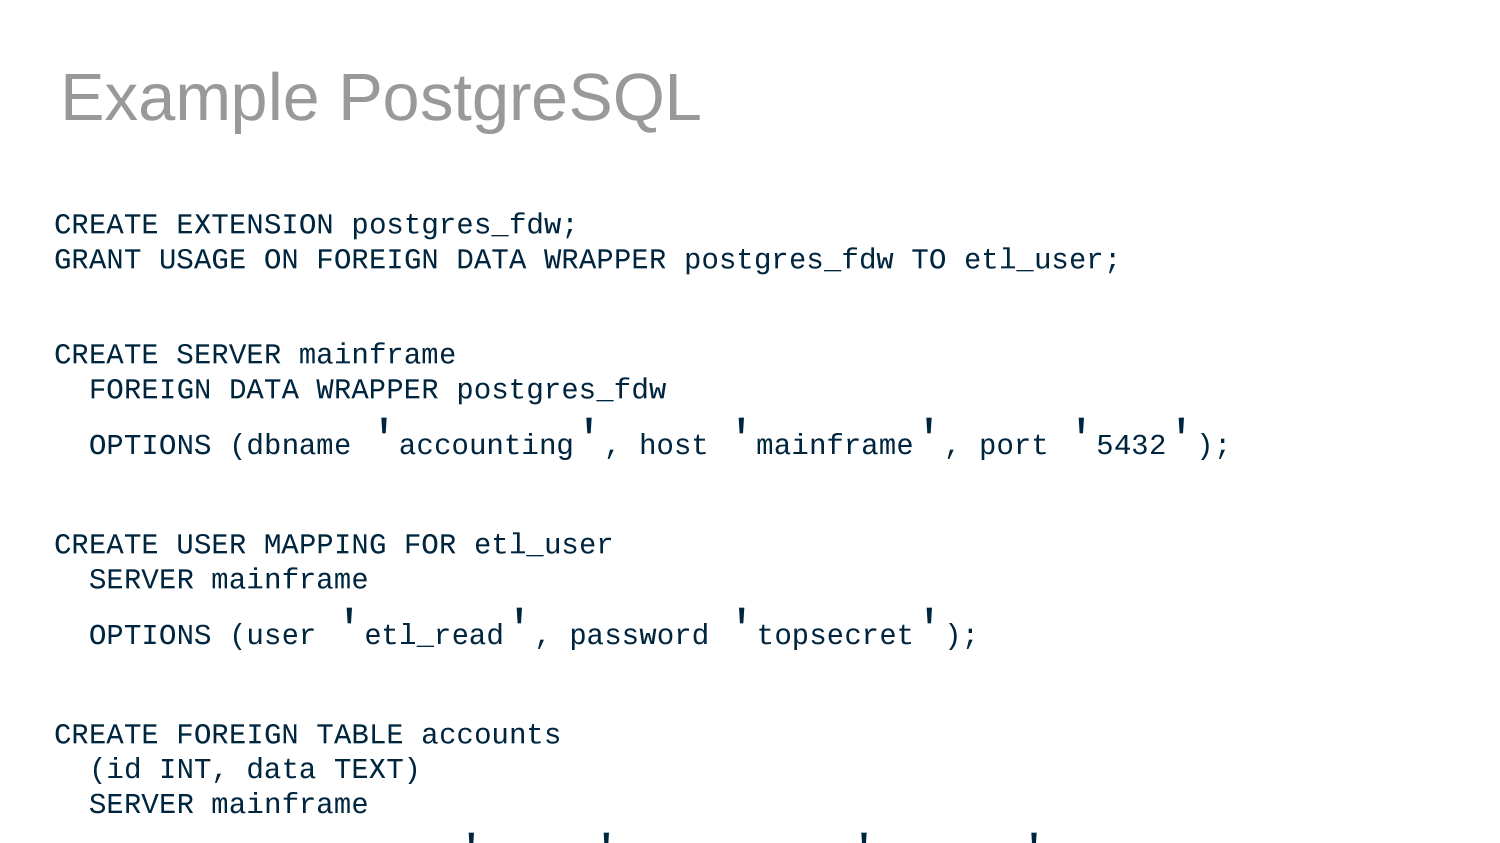 Example PostgreSQL
CREATE EXTENSION postgres_fdw;
GRANT USAGE ON FOREIGN DATA WRAPPER postgres_fdw TO etl_user;
CREATE SERVER mainframe
  FOREIGN DATA WRAPPER postgres_fdw
  OPTIONS (dbname 'accounting', host 'mainframe', port '5432');
CREATE USER MAPPING FOR etl_user
  SERVER mainframe
  OPTIONS (user 'etl_read', password 'topsecret');
CREATE FOREIGN TABLE accounts
  (id INT, data TEXT)
  SERVER mainframe